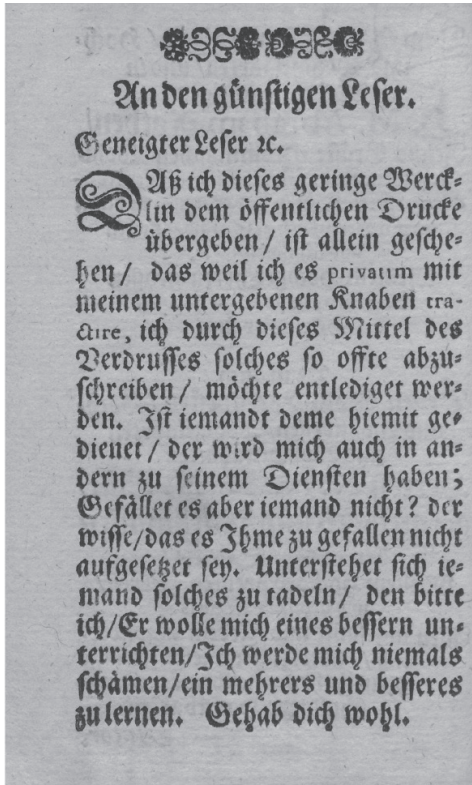 An den günstigen Leser.
Geneigter Leser ꝛc.
DAß ich dieses geringe Werck⸗
lin dem öffentlichen Drucke
übergeben / ist allein gesche⸗
hen / das weil ich es privatim mit
meinem untergebenen Knaben tra-
ctire, ich durch dieses Mittel des
Verdrusses solches so offte abzu⸗
schreiben / möchte entlediget wer⸗
den. Ist iemandt deme hiemit ge⸗
dienet / der wird mich auch in an⸗
dern zu seinem Diensten haben;
Gefället es aber iemand nicht? der
wisse/das es Ihme zu gefallen nicht
aufgesetzet sey. Unterstehet sich ie⸗
mand solches zu tadeln / den bitte
ich/Er wolle mich eines bessern un⸗
terrichten/Ich werde mich niemals
schämen/ein mehrers und besseres
zu lernen. Gehab dich wohl.